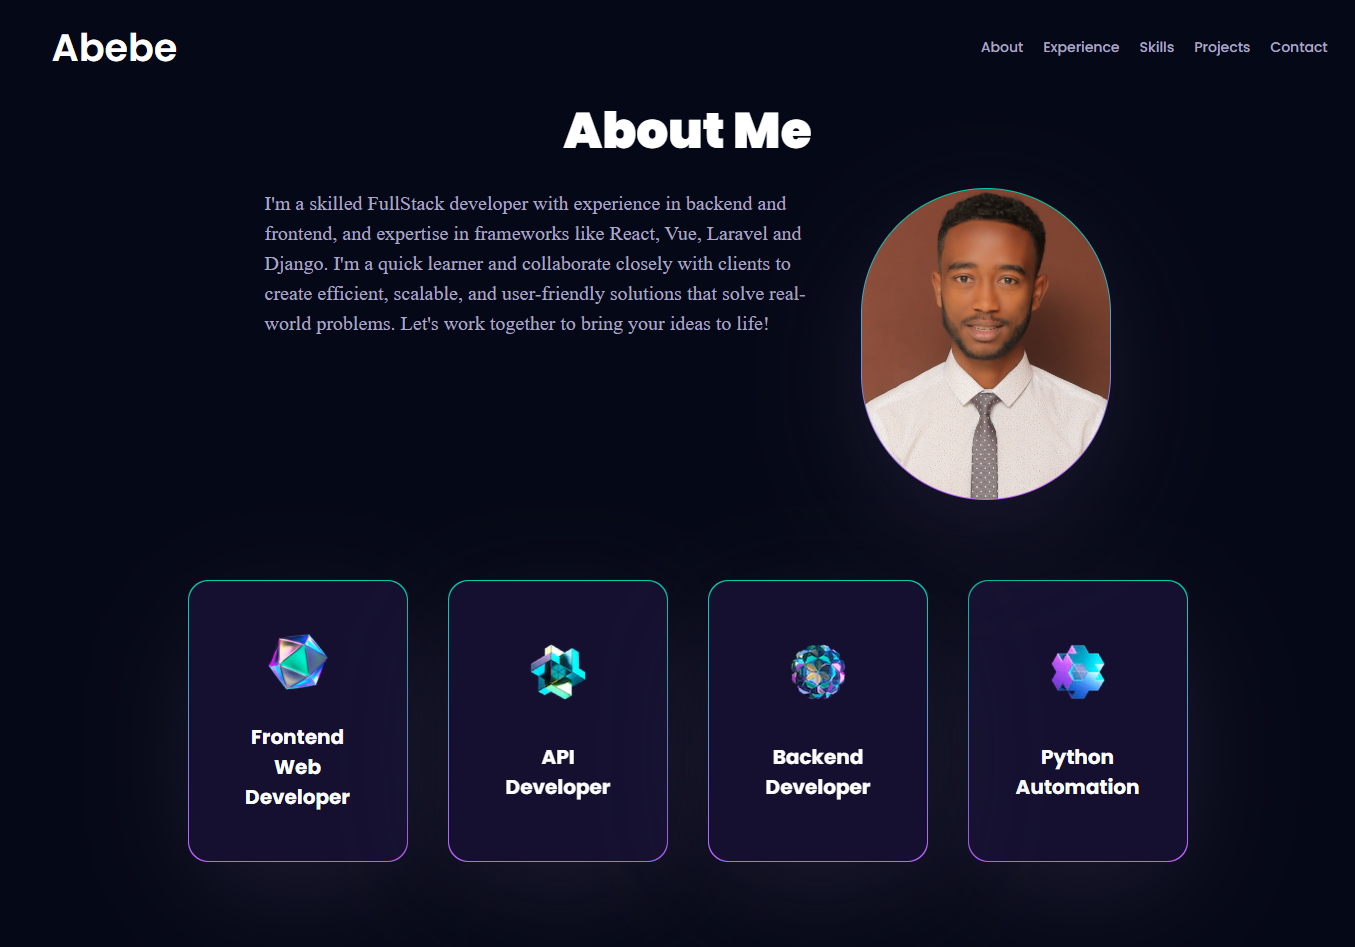 Abebe
About Experience Skills Projects Contact
About Me
I'm a skilled FullStack developer with experience in backend and
frontend, and expertise in frameworks like React, Vue, Laravel and
Django. I'm a quick learner and collaborate closely with clients to
create efficient, scalable, and user-friendly solutions that solve real-
world problems. Let's work together to bring your ideas to life!
Frontend
Web
Developer
API
Developer
Backend
Developer
Python
Automation